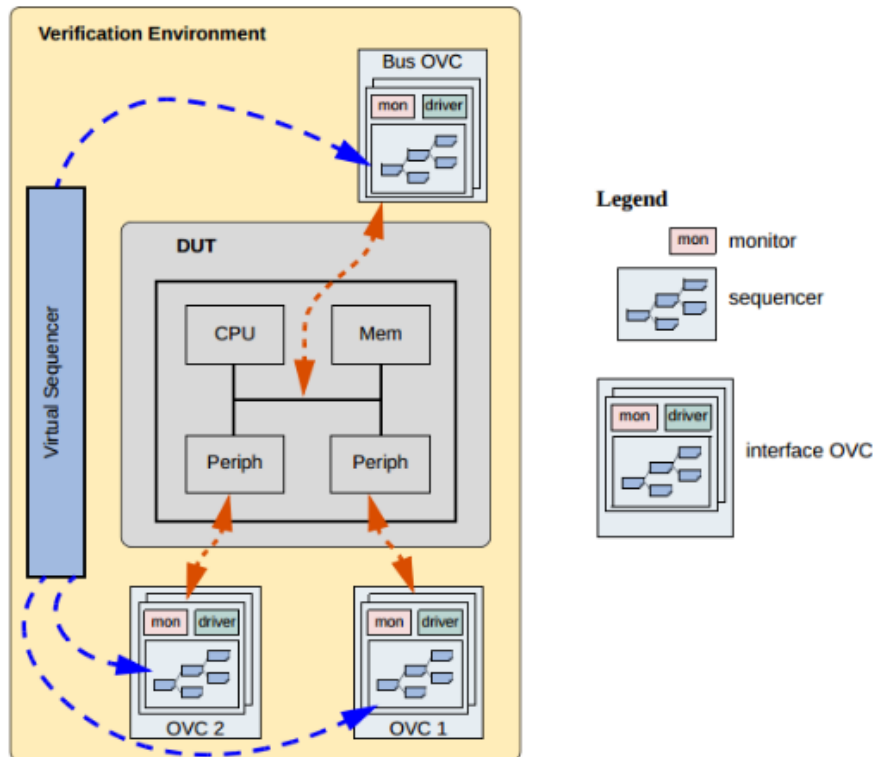 Verification Environment
Bus OVC
mon driver
Virtual Sequencer
DUT
CPU Mem
Periph Periph
mon driver mon driver
OVC 2 OVC 1
Legend
mon monitor
sequencer
mon driver
interface OVC